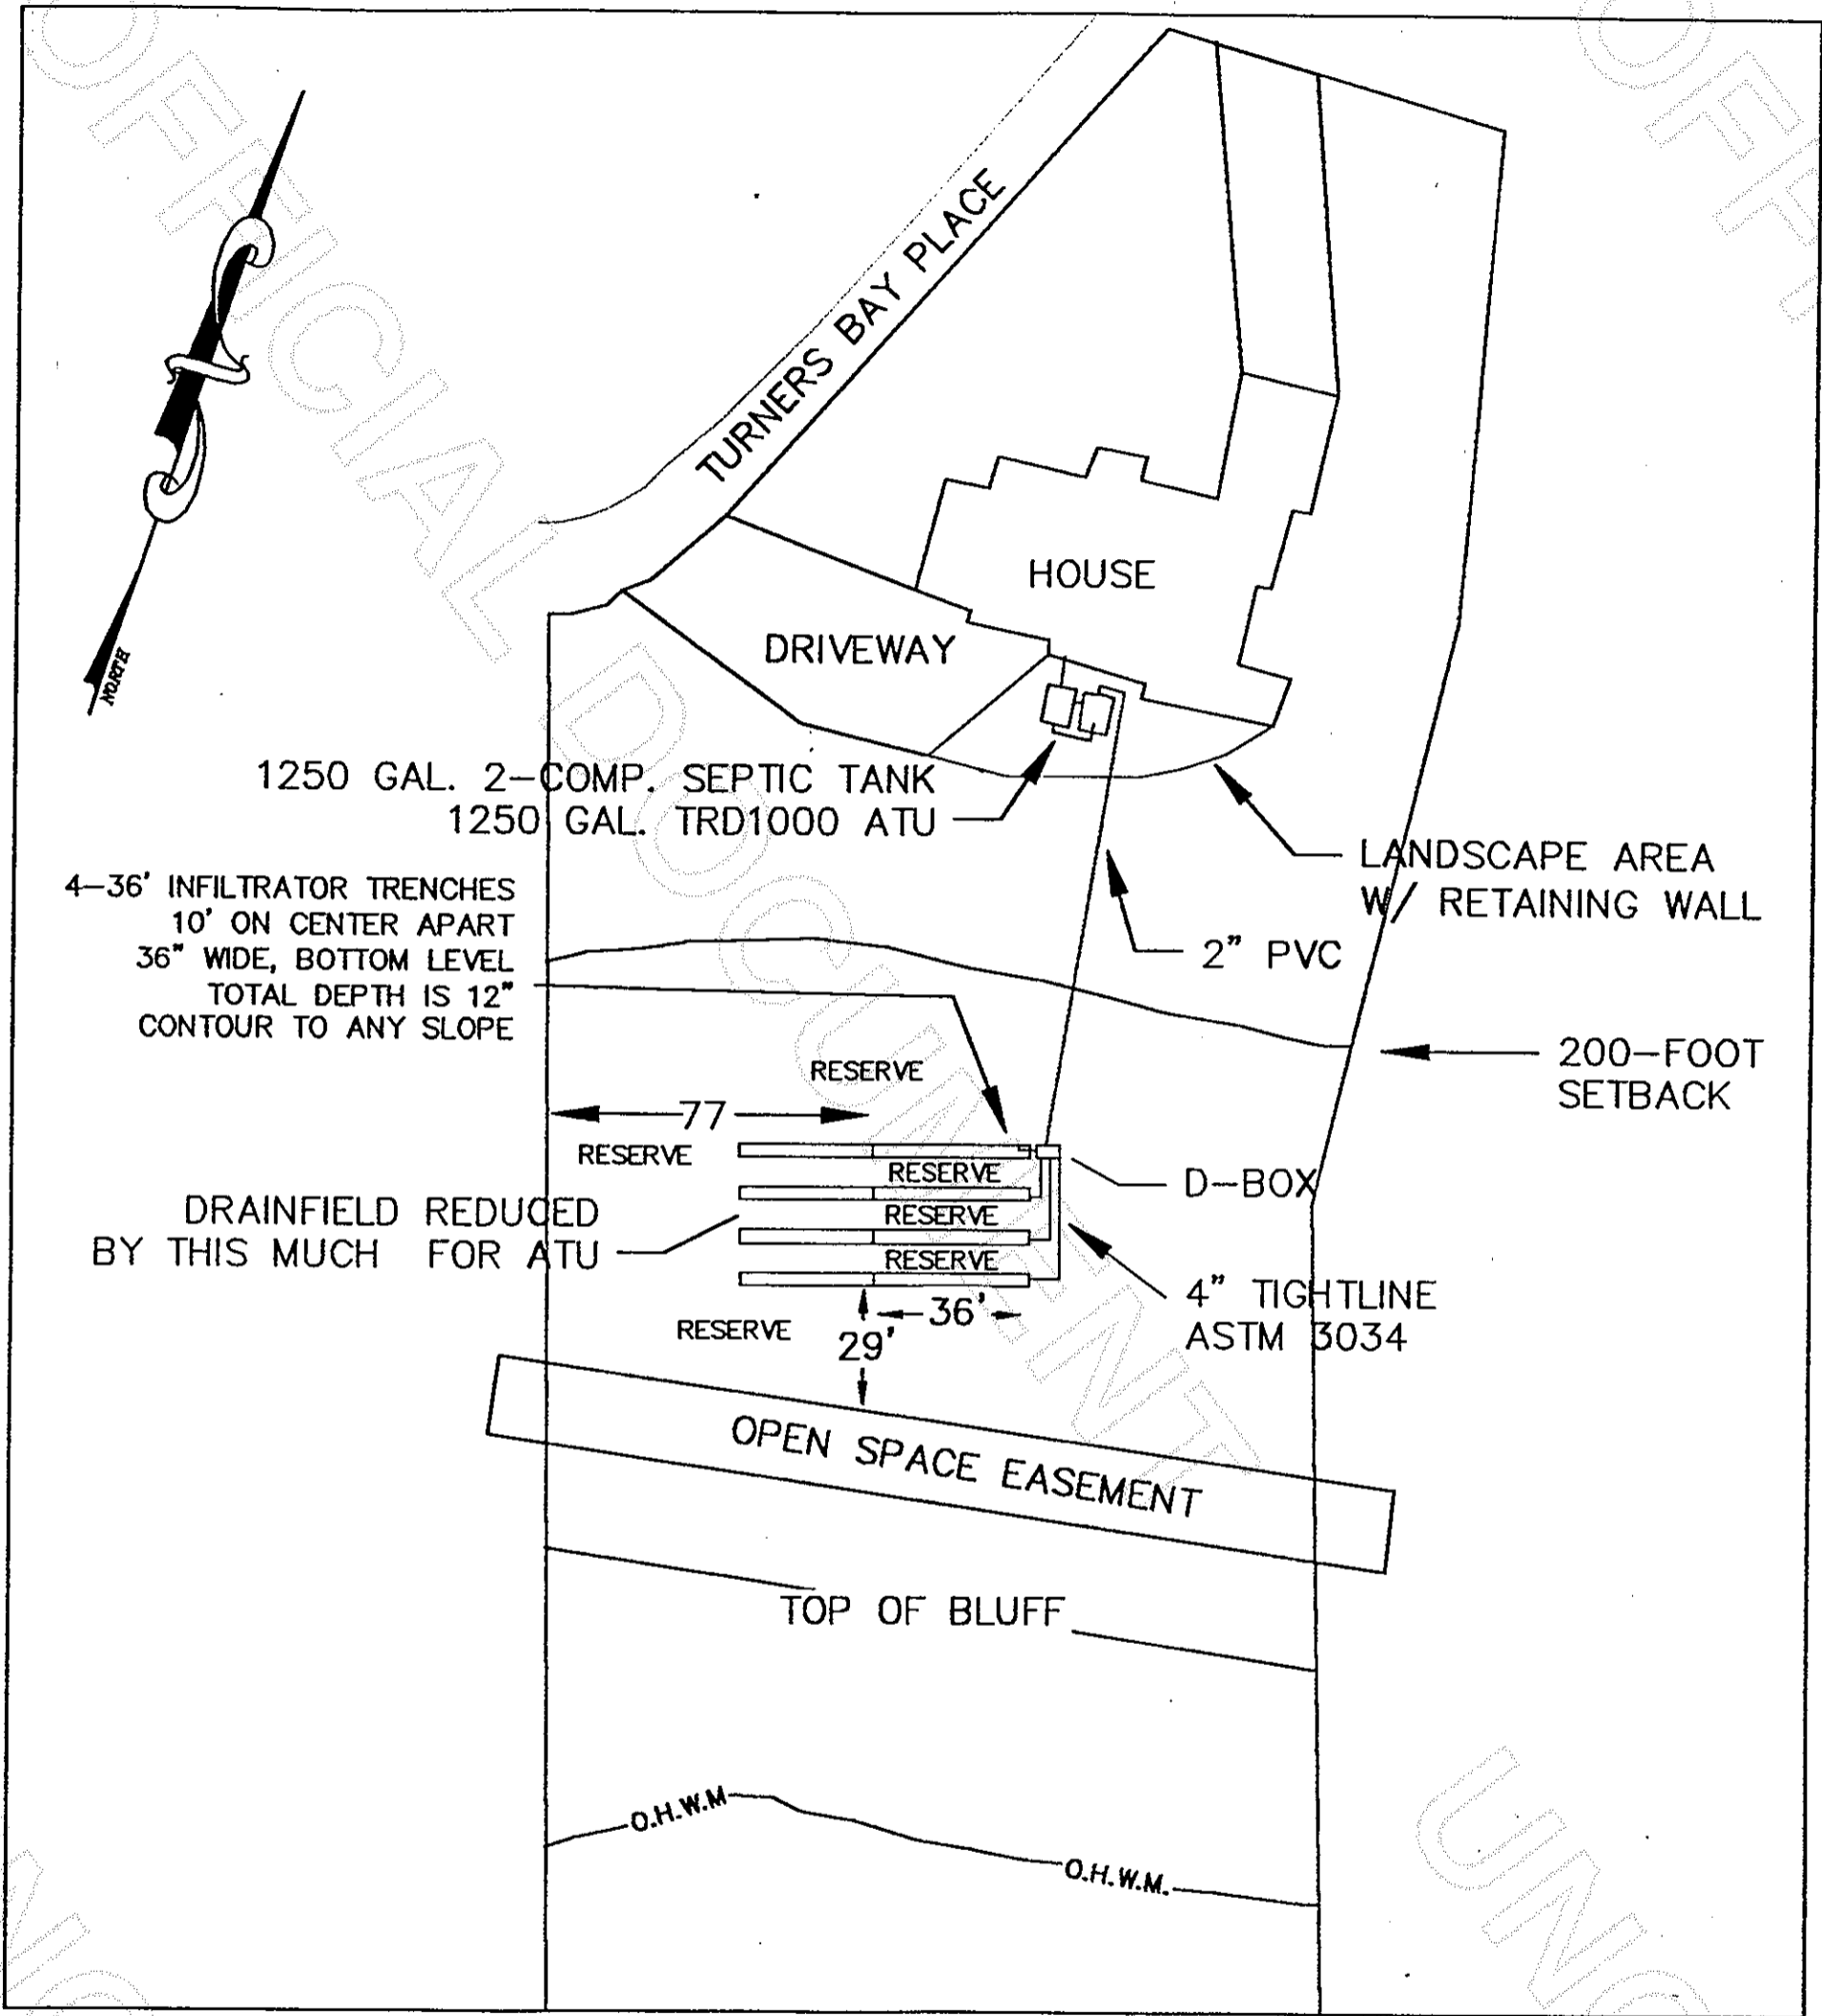 UNOFFICIAL DOCUMENT
TURNERS BAY PLACE
NORTH
HOUSE
DRIVEWAY
1250 GAL. 2-COMP. SEPTIC TANK
1250 GAL. TRD1000 ATU
LANDSCAPE AREA
W/ RETAINING WALL
4-36' INFILTRATOR TRENCHES
10' ON CENTER APART
36" WIDE, BOTTOM LEVEL
TOTAL DEPTH IS 12"
CONTOUR TO ANY SLOPE
2" PVC
200-FOOT
SETBACK
RESERVE
77
RESERVE
RESERVE
D-BOX
DRAINFIELD REDUCED
BY THIS MUCH FOR ATU
RESERVE
RESERVE
4" TIGHTLINE
ASTM 3034
36'
RESERVE
29'
OPEN SPACE EASEMENT
TOP OF BLUFF
O.H.W.M
O.H.W.M.